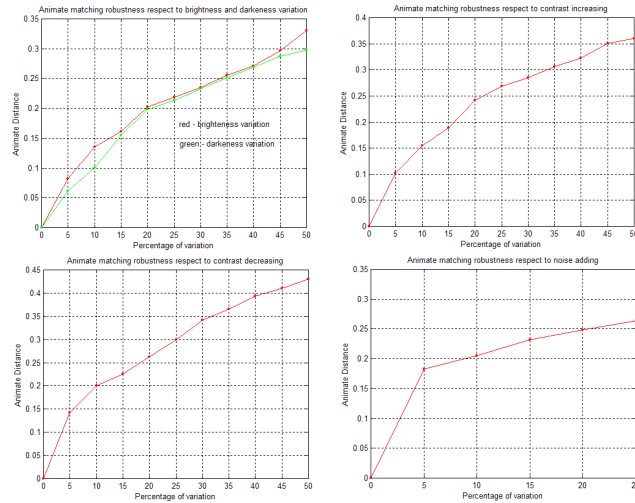 Animate matching robustness respect to brightness and darkeness variation
0.35
0.3
0.25
0.2
0.15
0.1
0.05
0
Animate Distance
red - brighteness variation
green:- darkeness variation
0 5 10 15 20 25 30 35 40 45 50
Percentage of variation
Animate matching robustness respect to contrast increasing
0.4
0.35
0.3
0.25
0.2
0.15
0.1
0.05
0
Animate Distance
0 5 10 15 20 25 30 35 40 45 50
Percentage of variation
Animate matching robustness respect to contrast decreasing
0.45
0.4
0.35
0.3
0.25
0.2
0.15
0.1
0.05
0
Animate Distance
0 5 10 15 20 25 30 35 40 45 50
Percentage of variation
Animate matching robustness respect to noise adding
0.35
0.3
0.25
0.2
0.15
0.1
0.05
0
Animate Distance
0 5 10 15 20
Percentage of variation